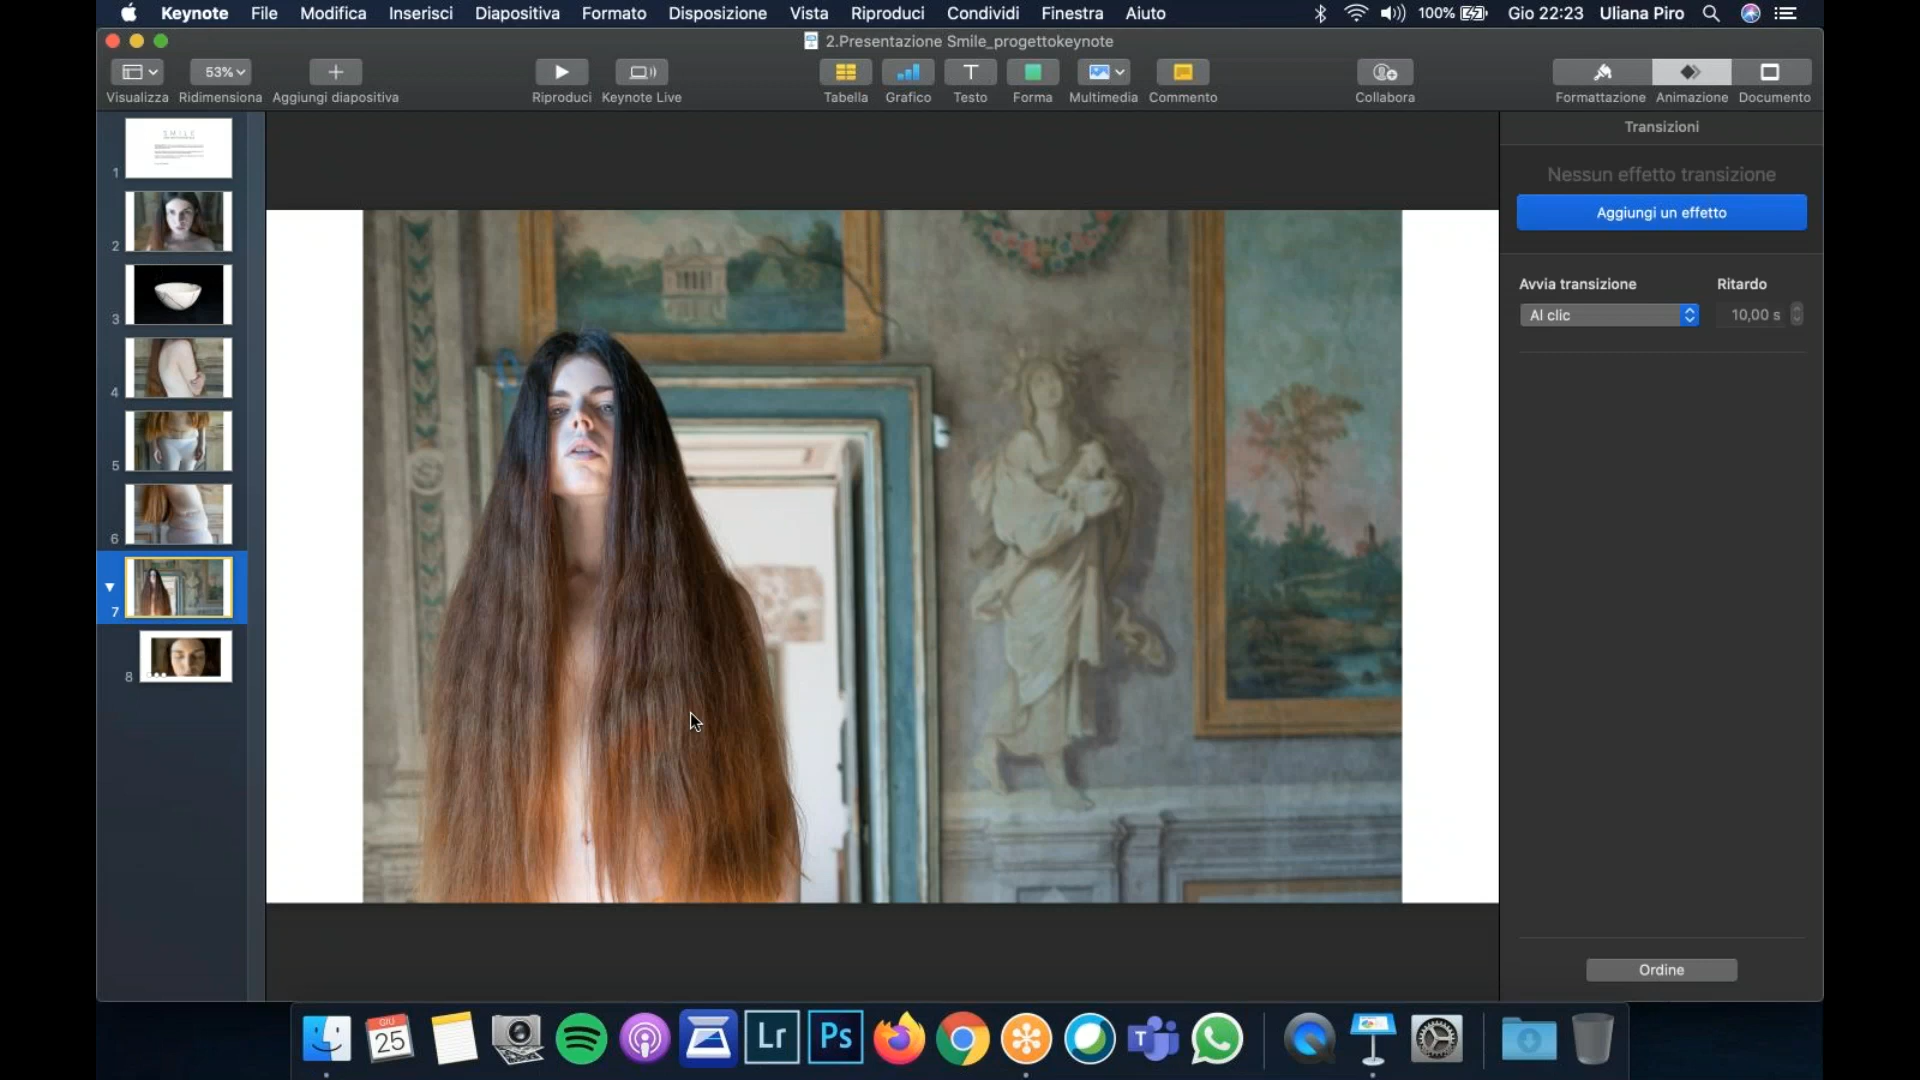 Keynote File Modifica Inserisci Diapositiva Formato Disposizione Vista Riproduci Condividi Finestra Aiuto 100% Gio 22:23 Uliana Piro
2.Presentazione Smile_progettokeynote
53%
Visualizza Ridimensiona Aggiungi diapositiva Riproduci Keynote Live Tabella Grafico Testo Forma Multimedia Commento Collabora Formattazione Animazione Documento
Transizioni
Nessun effetto transizione
Aggiungi un effetto
Avvia transizione Ritardo
Al clic 10,00 s
Ordine
SMILE
1
2
3
4
5
6
7
8
GIU
25
Lr
Ps
T